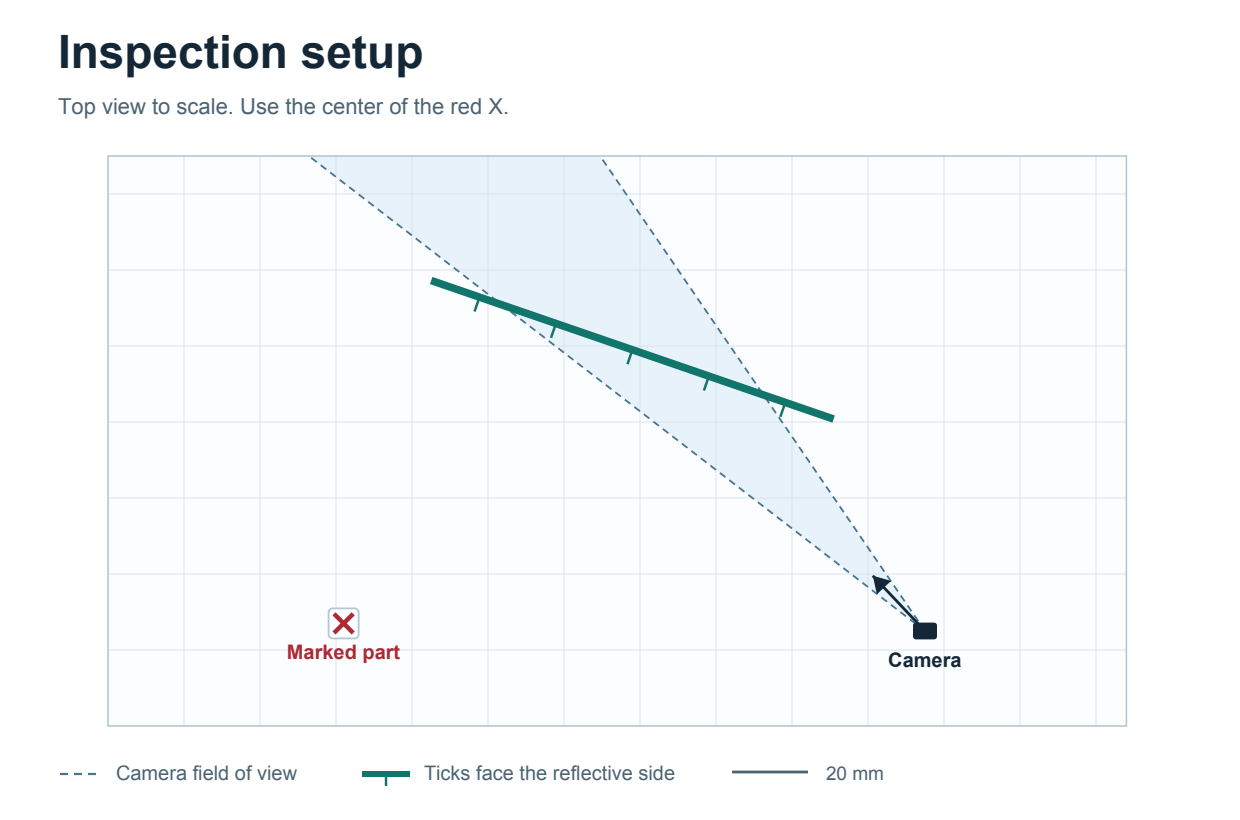 Inspection setup
Top view to scale. Use the center of the red X.
Marked part
Camera
Camera field of view
Ticks face the reflective side
20 mm